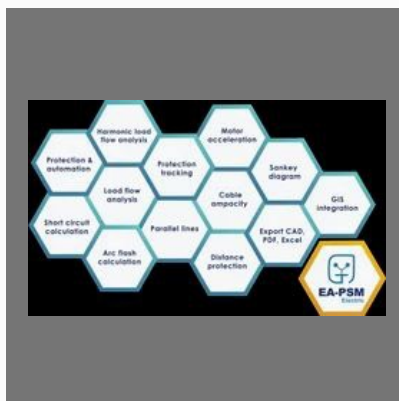 Harmonic load
flow analysis
Motor
acceleration
Protection &
automation
Protection
tracking
Sankey
diagram
Load flow
analysis
Cable
ampacity
GIS
integration
Short circuit
calculation
Parallel lines
Export CAD,
PDF, Excel
Arc flash
calculation
Distance
protection
EA-PSM
Electric